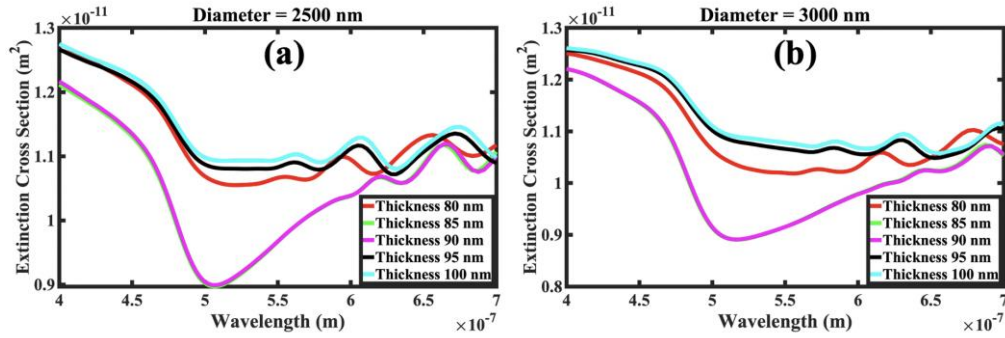 ×10⁻¹¹
Diameter = 2500 nm
(a)
Extinction Cross Section (m²)
1.3
1.2
1.1
1
0.9
Thickness 80 nm
Thickness 85 nm
Thickness 90 nm
Thickness 95 nm
Thickness 100 nm
4 4.5 5 5.5 6 6.5 7
Wavelength (m)
×10⁻⁷
×10⁻¹¹
Diameter = 3000 nm
(b)
Extinction Cross Section (m²)
1.3
1.2
1.1
1
0.9
0.8
Thickness 80 nm
Thickness 85 nm
Thickness 90 nm
Thickness 95 nm
Thickness 100 nm
4 4.5 5 5.5 6 6.5 7
Wavelength (m)
×10⁻⁷